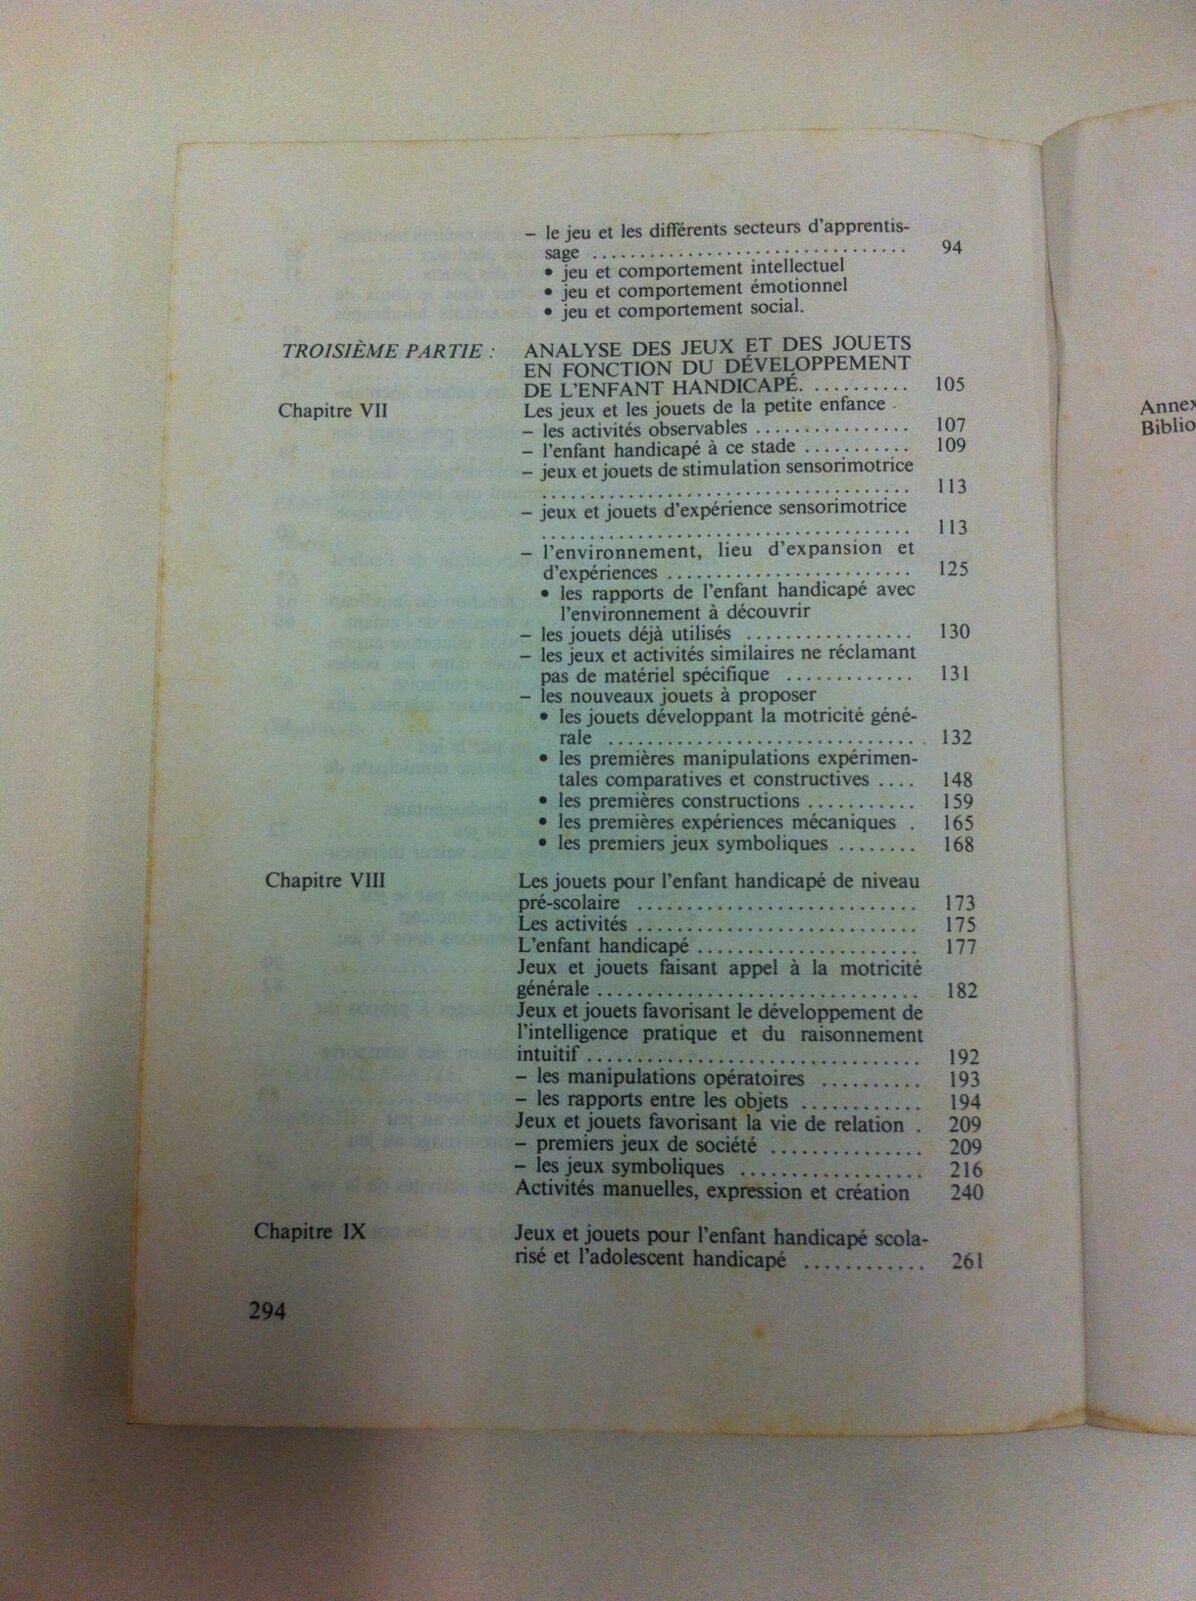 – le jeu et les différents secteurs d'apprentis-
sage .................................. 94
• jeu et comportement intellectuel
• jeu et comportement émotionnel
• jeu et comportement social.
TROISIÈME PARTIE : ANALYSE DES JEUX ET DES JOUETS
EN FONCTION DU DÉVELOPPEMENT
DE L'ENFANT HANDICAPÉ. .......... 105
Chapitre VII Les jeux et les jouets de la petite enfance .
– les activités observables ................ 107
– l'enfant handicapé à ce stade ........... 109
– jeux et jouets de stimulation sensorimotrice
..................................... 113
– jeux et jouets d'expérience sensorimotrice
..................................... 113
– l'environnement, lieu d'expansion et
d'expériences ......................... 125
• les rapports de l'enfant handicapé avec
l'environnement à découvrir
– les jouets déjà utilisés ................. 130
– les jeux et activités similaires ne réclamant
pas de matériel spécifique ............. 131
– les nouveaux jouets à proposer
• les jouets développant la motricité géné-
rale ................................ 132
• les premières manipulations expérimen-
tales comparatives et constructives .... 148
• les premières constructions ........... 159
• les premières expériences mécaniques . 165
• les premiers jeux symboliques ........ 168
Chapitre VIII Les jouets pour l'enfant handicapé de niveau
pré-scolaire ............................ 173
Les activités ............................ 175
L'enfant handicapé ...................... 177
Jeux et jouets faisant appel à la motricité
générale ................................ 182
Jeux et jouets favorisant le développement de
l'intelligence pratique et du raisonnement
intuitif ................................. 192
– les manipulations opératoires .......... 193
– les rapports entre les objets ............ 194
Jeux et jouets favorisant la vie de relation . 209
– premiers jeux de société ............... 209
– les jeux symboliques .................. 216
Activités manuelles, expression et création 240
Chapitre IX Jeux et jouets pour l'enfant handicapé scola-
risé et l'adolescent handicapé ............ 261
294
Annex
Biblio